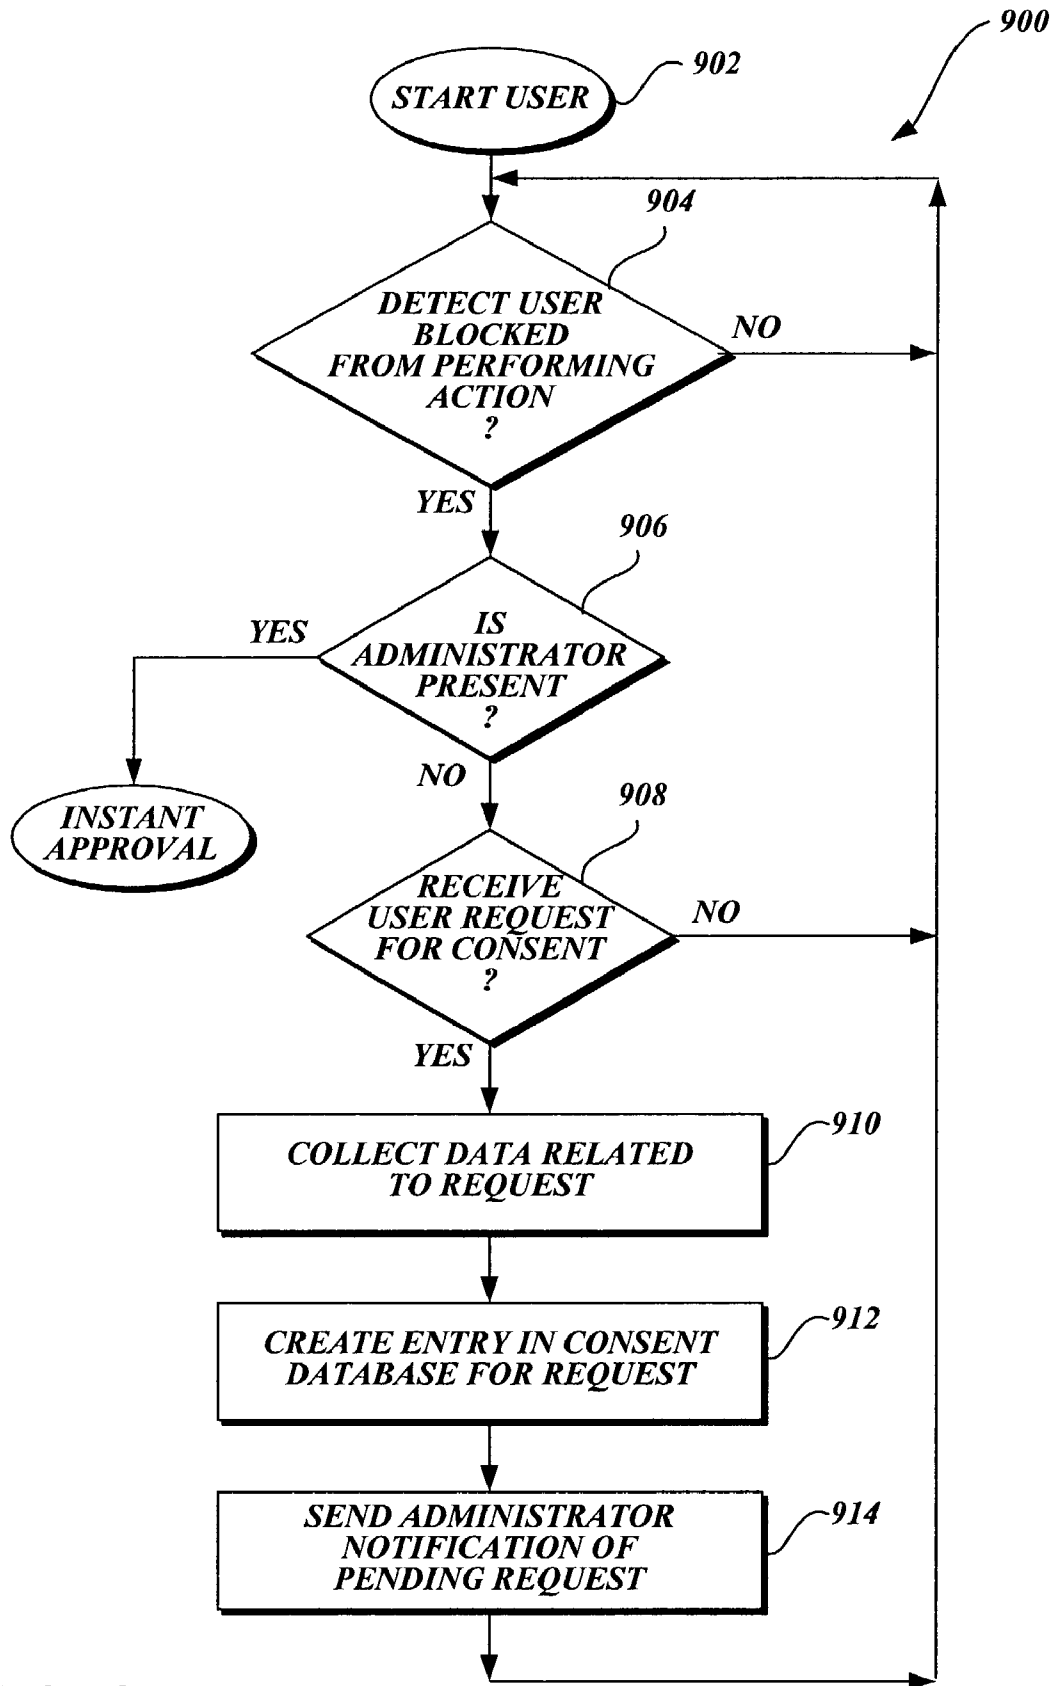 900
902
START USER
904
DETECT USER
BLOCKED
FROM PERFORMING
ACTION
?
NO
YES
906
IS
ADMINISTRATOR
PRESENT
?
YES
NO
INSTANT
APPROVAL
908
RECEIVE
USER REQUEST
FOR CONSENT
?
NO
YES
910
COLLECT DATA RELATED
TO REQUEST
912
CREATE ENTRY IN CONSENT
DATABASE FOR REQUEST
914
SEND ADMINISTRATOR
NOTIFICATION OF
PENDING REQUEST